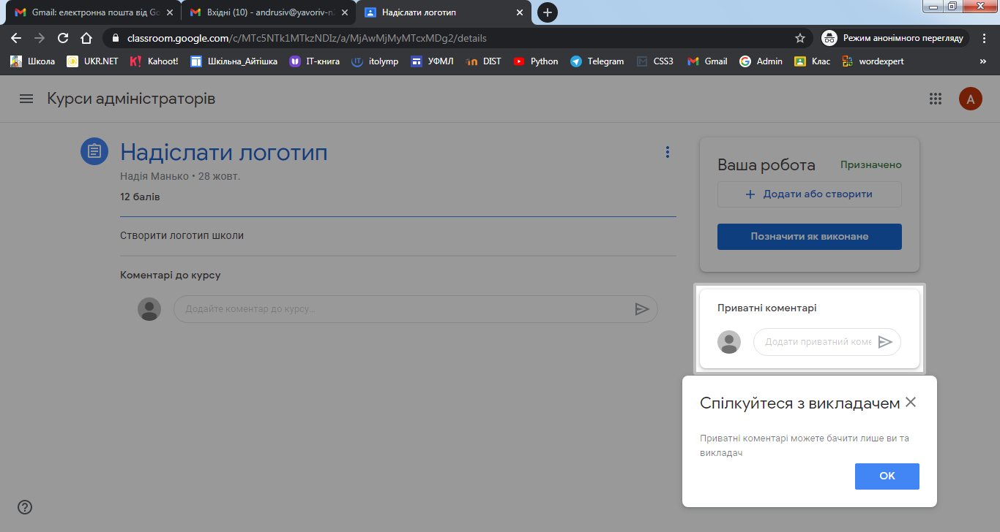 Gmail: електронна пошта від Go
Вхідні (10) - andrusiv@yavoriv-n
Надіслати логотип
classroom.google.com/c/MTc5NTk1MTkzNDIz/a/MjAwMjMyMTcxMDg2/details
Режим анонімного перегляду
Школа
UKR.NET
Kahoot!
Шкільна_Айтішка
ІТ-книга
itolymp
УФМЛ
DIST
Python
Telegram
CSS3
Gmail
Admin
Клас
wordexpert
»
Курси адміністраторів
A
Надіслати логотип
Надія Манько • 28 жовт.
12 балів
Створити логотип школи
Коментарі до курсу
Додайте коментар до курсу...
Ваша робота
Призначено
+ Додати або створити
Позначити як виконане
Приватні коментарі
Додати приватний коме
Спілкуйтеся з викладачем
Приватні коментарі можете бачити лише ви та
викладач
OK